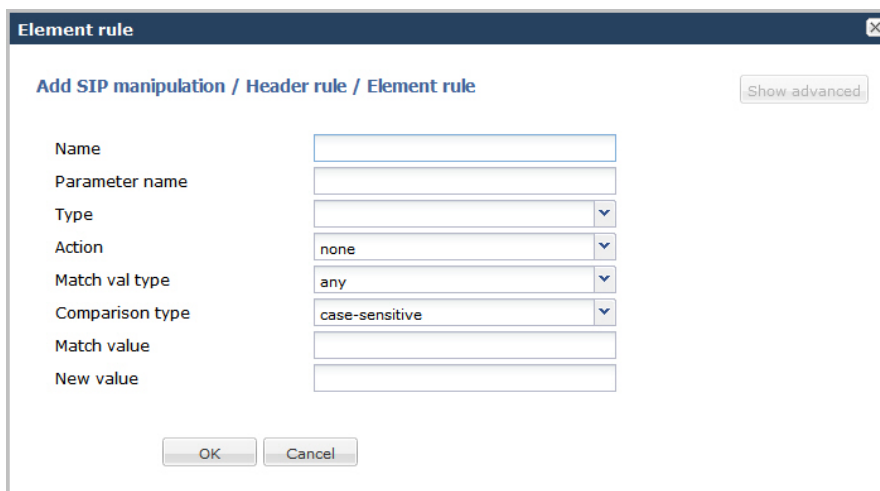 Element rule
Add SIP manipulation / Header rule / Element rule
Show advanced
Name
Parameter name
Type
Action none
Match val type any
Comparison type case-sensitive
Match value
New value
OK Cancel